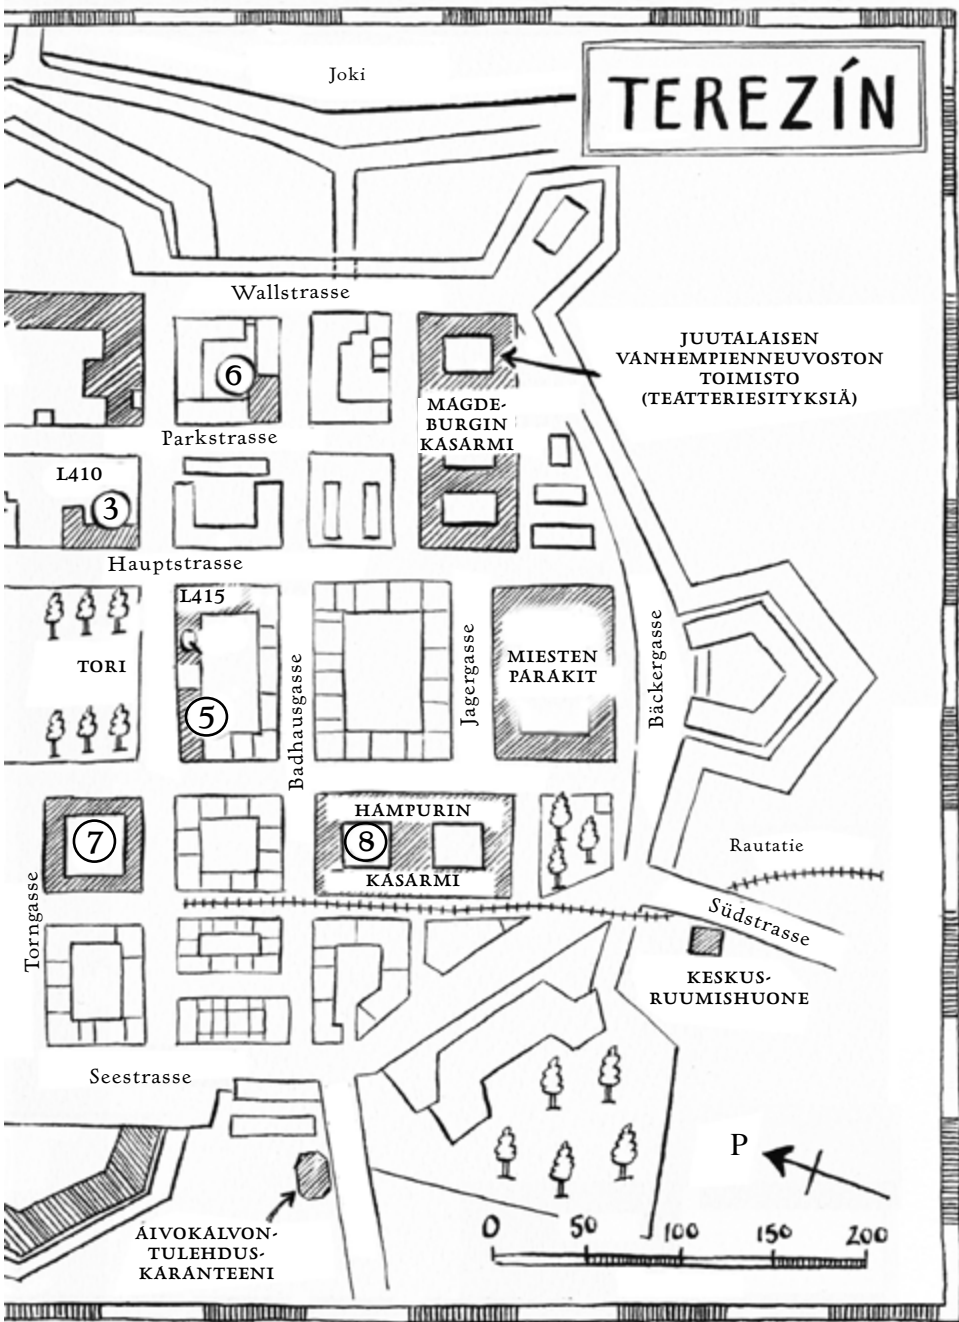 Joki
TEREZÍN
Wallstrasse
JUUTALAISEN
VANHEMPIENNEUVOSTON
TOIMISTO
(TEATTERIESITYKSIÄ)
6
MAGDE-
BURGIN
KASARMI
Parkstrasse
L410
3
Hauptstrasse
L415
TORI
5
Badhausgasse
Jagergasse
MIESTEN
PARAKIT
Bäckergasse
HAMPURIN
7
8
KASARMI
Rautatie
Torngasse
Südstrasse
KESKUS-
RUUMISHUONE
Seestrasse
P
AIVOKALVON-
TULEHDUS-
KARANTEENI
0 50 100 150 200